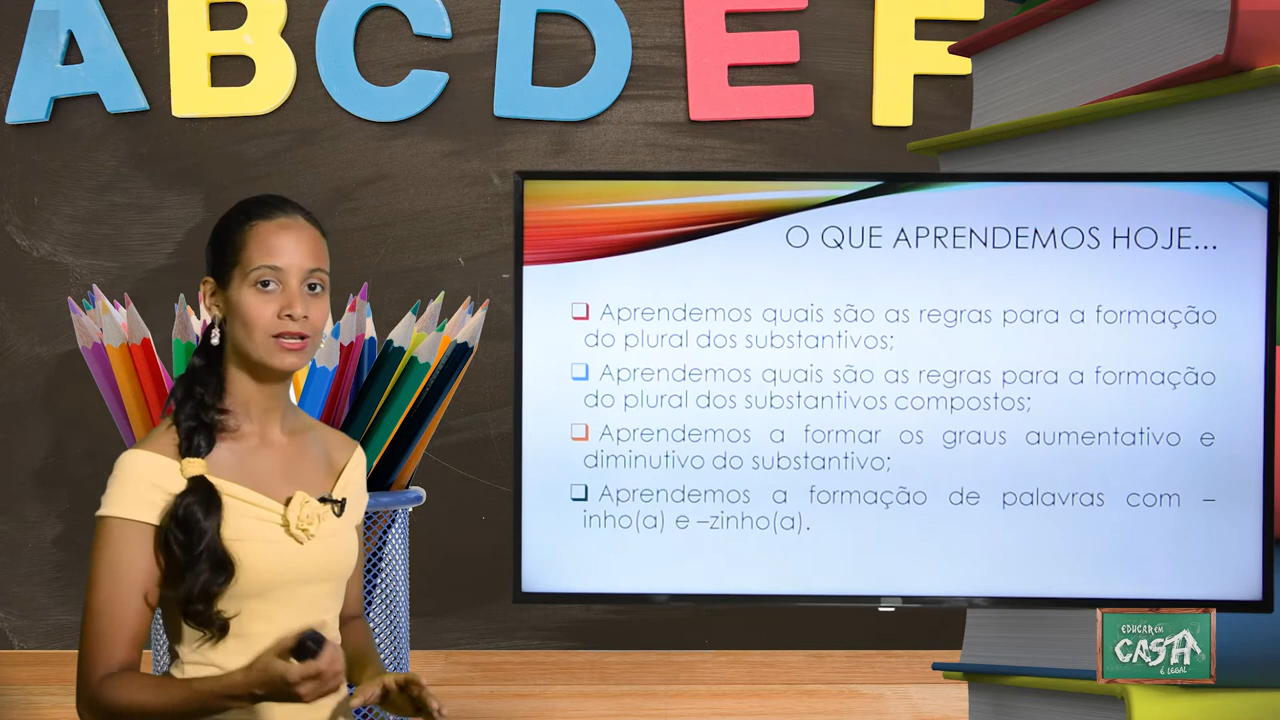 A B C D E F
O QUE APRENDEMOS HOJE...
❑ Aprendemos quais são as regras para a formação
do plural dos substantivos;
❑ Aprendemos quais são as regras para a formação
do plural dos substantivos compostos;
❑ Aprendemos a formar os graus aumentativo e
diminutivo do substantivo;
❑ Aprendemos a formação de palavras com –
inho(a) e –zinho(a).
EDUCAR EM
CASA
É LEGAL